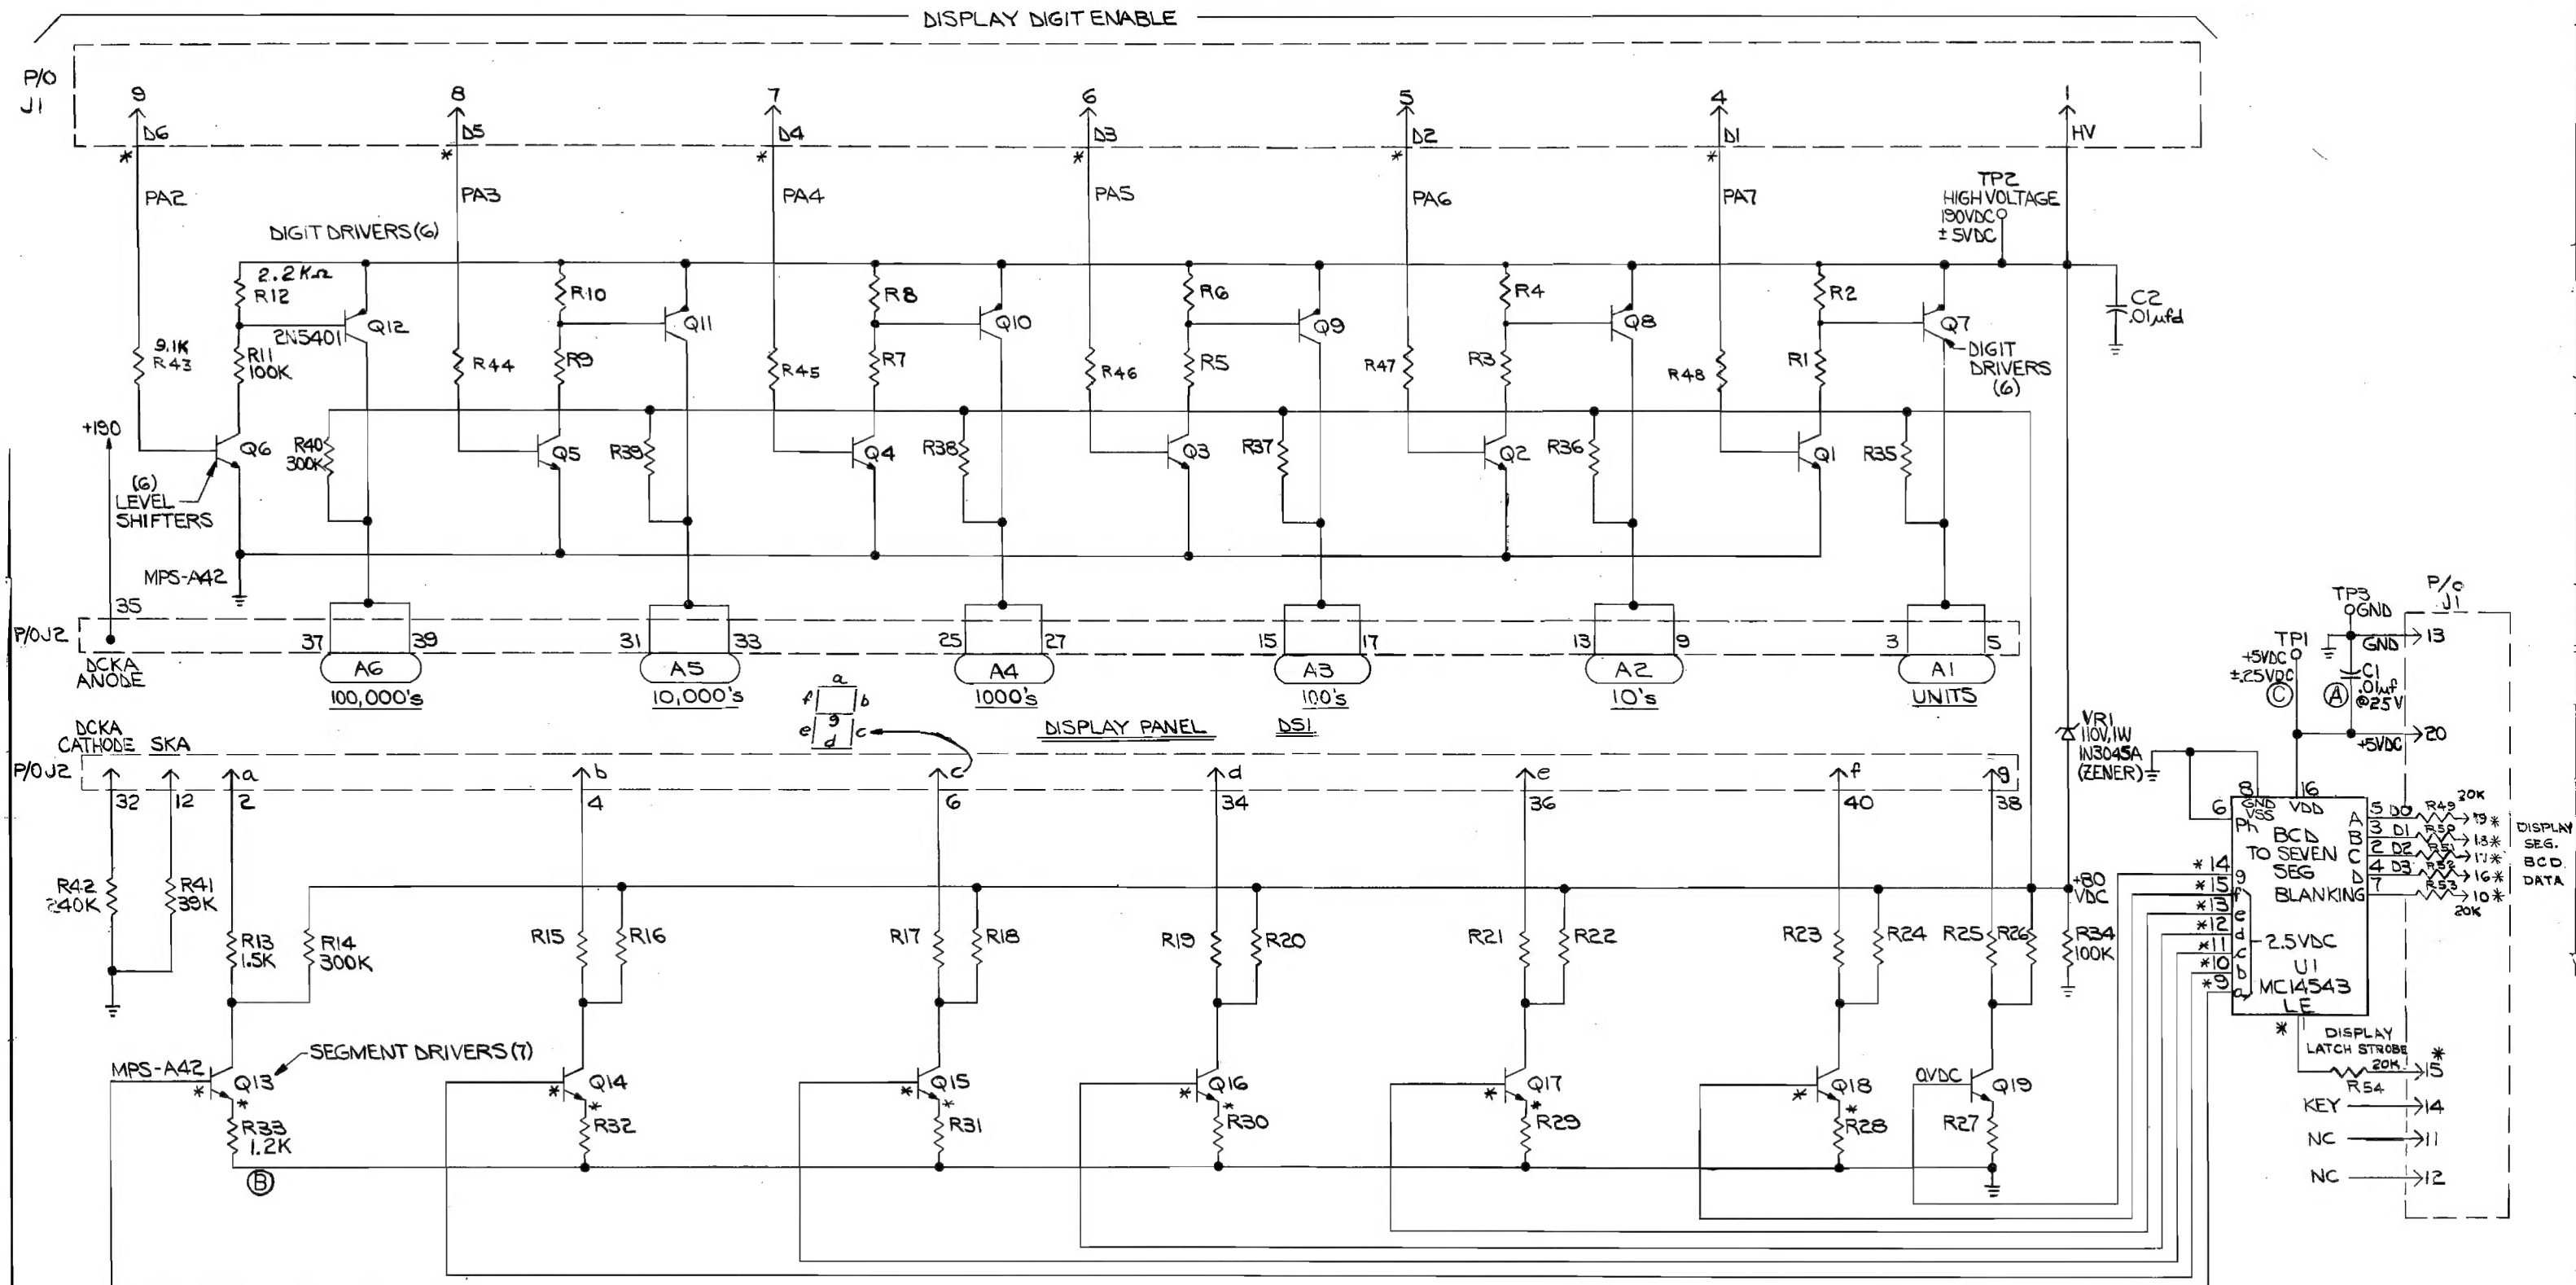 DISPLAY DIGIT ENABLE
P/O
J1
9
8
7
6
5
4
1
D6
D5
D4
D3
D2
D1
HV
*
*
*
*
*
*
PA2
PA3
PA4
PA5
PA6
PA7
TP2
HIGH VOLTAGE
190VDC
±5VDC
DIGIT DRIVERS (6)
2.2KΩ
R12
R10
R8
R6
R4
R2
C2
.01µfd
2N5401
Q12
Q11
Q10
Q9
Q8
Q7
9.1K
R43
R11
100K
R44
R9
R45
R7
R46
R5
R47
R3
R48
R1
DIGIT
DRIVERS
(6)
+190
Q6
R40
300K
Q5
R39
Q4
R38
Q3
R37
Q2
R36
Q1
R35
(6)
LEVEL
SHIFTERS
MPS-A42
35
P/O J2
37
39
31
33
25
27
15
17
13
9
3
5
DCKA
ANODE
A6
A5
A4
A3
A2
A1
100,000's
10,000's
1000's
100's
10's
UNITS
a
f
b
g
e
c
d
DISPLAY PANEL
DS1
TP3
GND
P/O
J1
13
GND
TP1
+5VDC
±.25VDC
C
A
C1
.01µf
@25V
+5VDC
20
VR1
110V,1W
1N3045A
(ZENER)
DCKA
CATHODE
SKA
P/O J2
a
b
c
d
e
f
g
32
12
2
4
6
34
36
40
38
8
16
6
GND
VSS
VDD
Ph
BCD
TO SEVEN
SEG
BLANKING
A
B
C
D
5
3
2
4
7
D0
D1
D2
D3
R49
R50
R51
R52
R53
20K
20K
19*
18*
17*
16*
10*
DISPLAY
SEG.
BCD
DATA
*14
*15
*13
*12
*11
*10
*9
g
f
e
d
c
b
a
2.5VDC
U1
MC14543
LE
+80
VDC
R42
240K
R41
39K
R13
1.5K
R14
300K
R15
R16
R17
R18
R19
R20
R21
R22
R23
R24
R25
R26
R34
100K
*
DISPLAY
LATCH STROBE
20K
R54
*
15
SEGMENT DRIVERS (7)
MPS-A42
*
Q13
*
*
Q14
*
*
Q15
*
*
Q16
*
*
Q17
*
*
Q18
*
0VDC
Q19
R33
1.2K
R32
R31
R30
R29
R28
R27
B
KEY
14
NC
11
NC
12